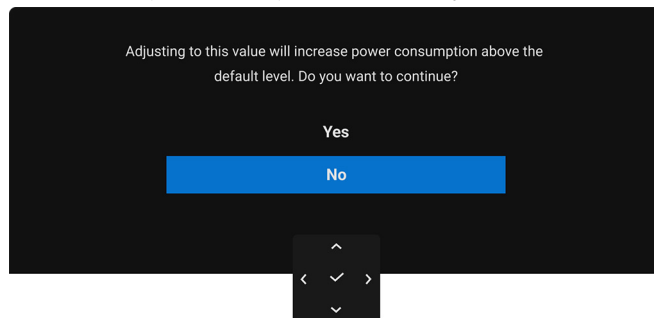 Adjusting to this value will increase power consumption above the
default level. Do you want to continue?
Yes
No